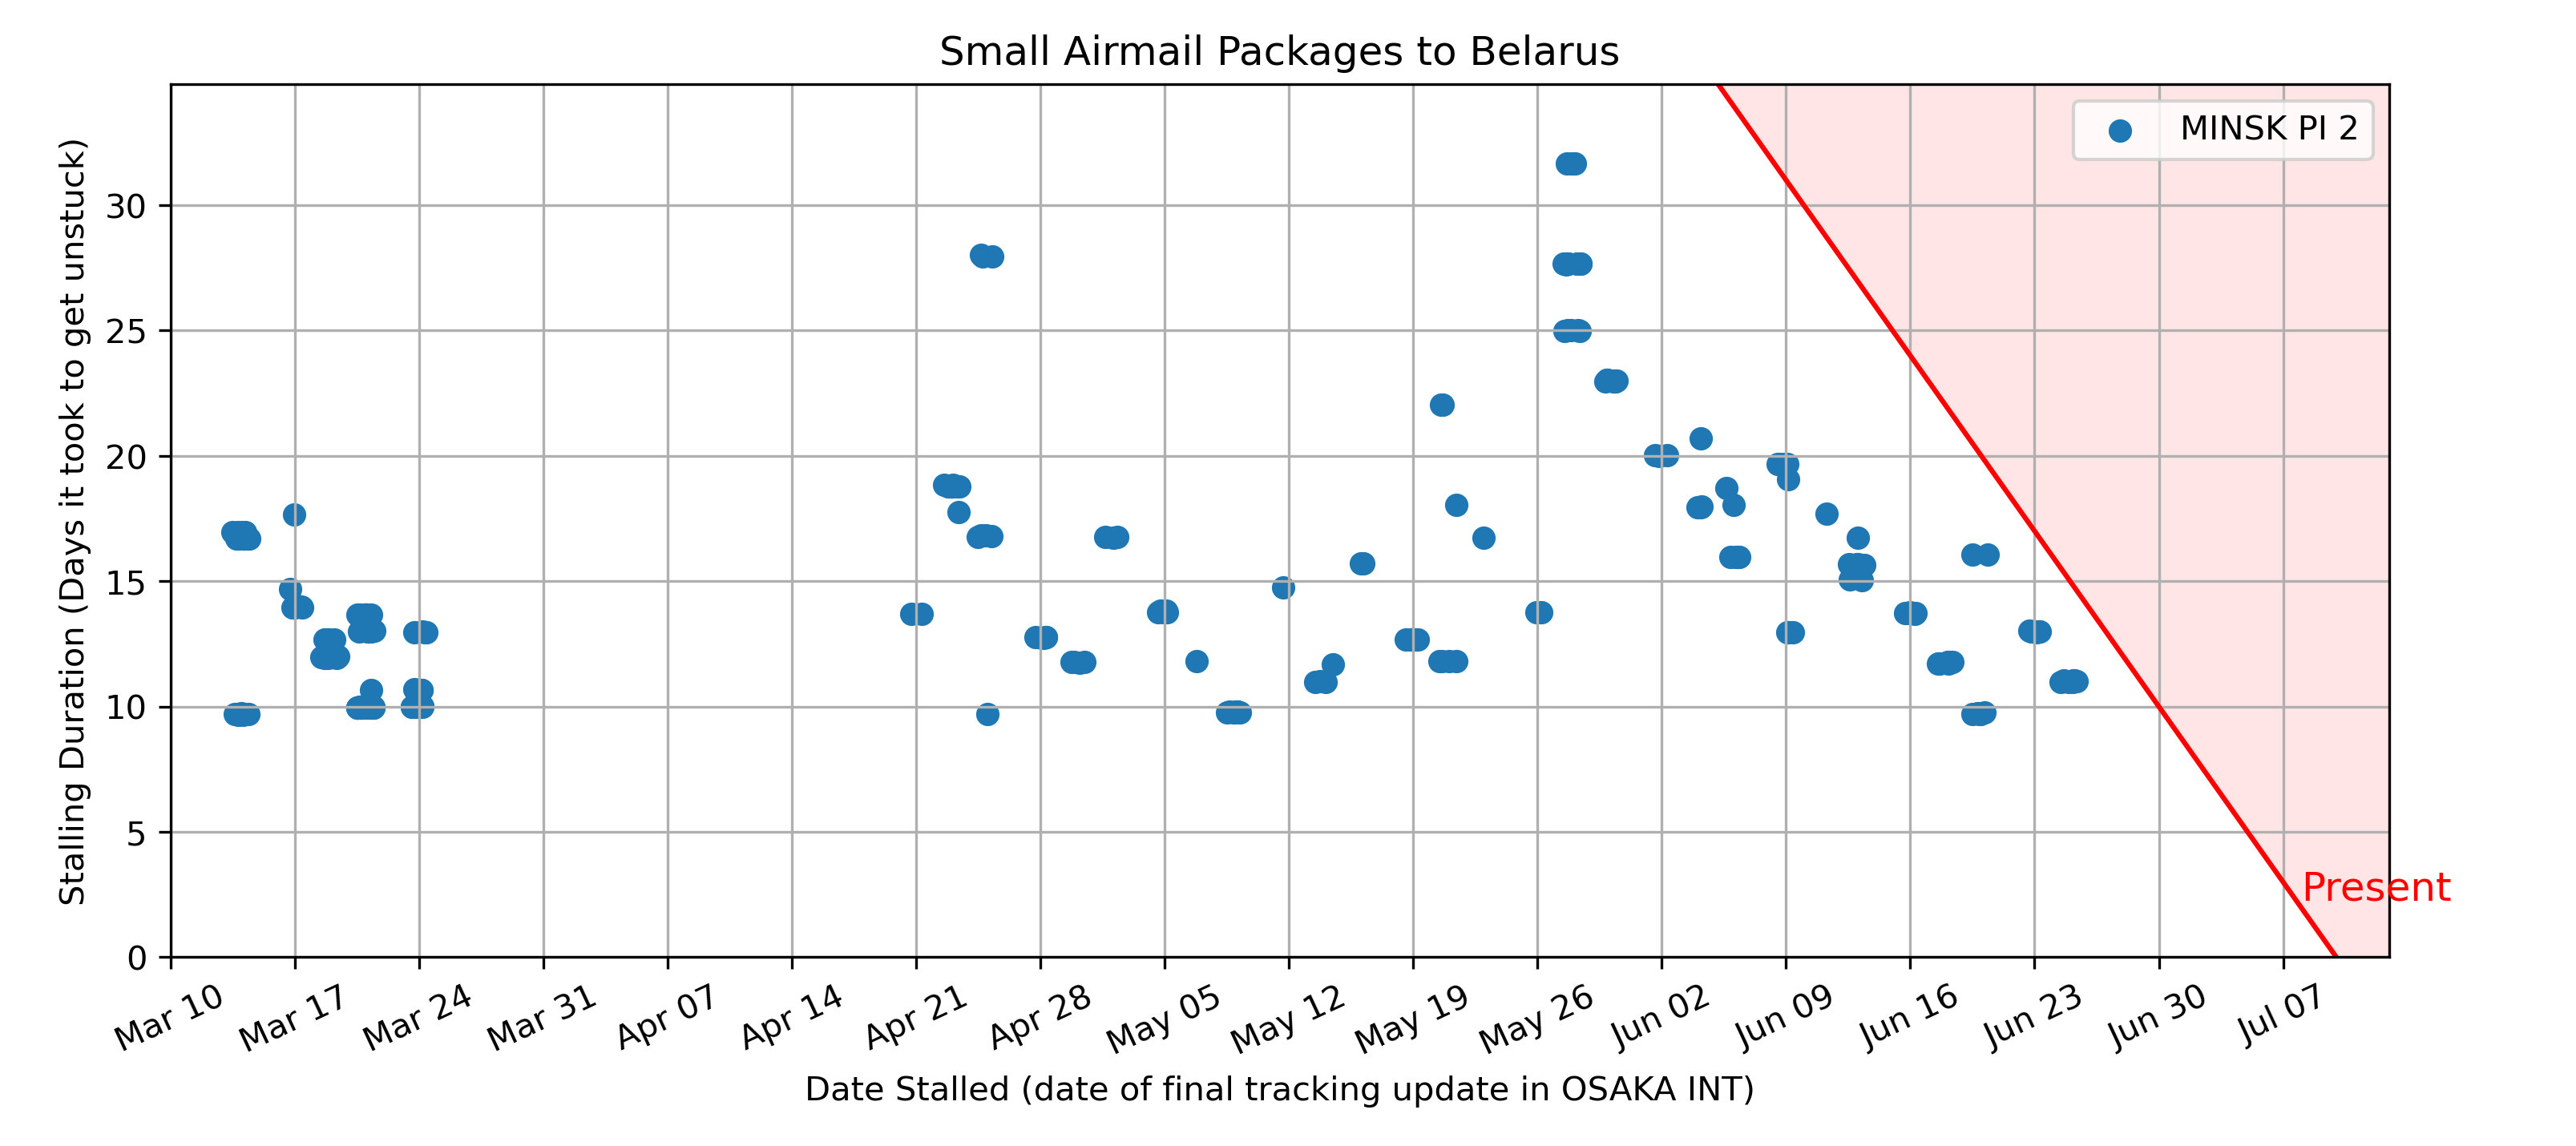 Small Airmail Packages to Belarus
MINSK PI 2
Stalling Duration (Days it took to get unstuck)
30
25
20
15
10
5
0
Present
Mar 10
Mar 17
Mar 24
Mar 31
Apr 07
Apr 14
Apr 21
Apr 28
May 05
May 12
May 19
May 26
Jun 02
Jun 09
Jun 16
Jun 23
Jun 30
Jul 07
Date Stalled (date of final tracking update in OSAKA INT)